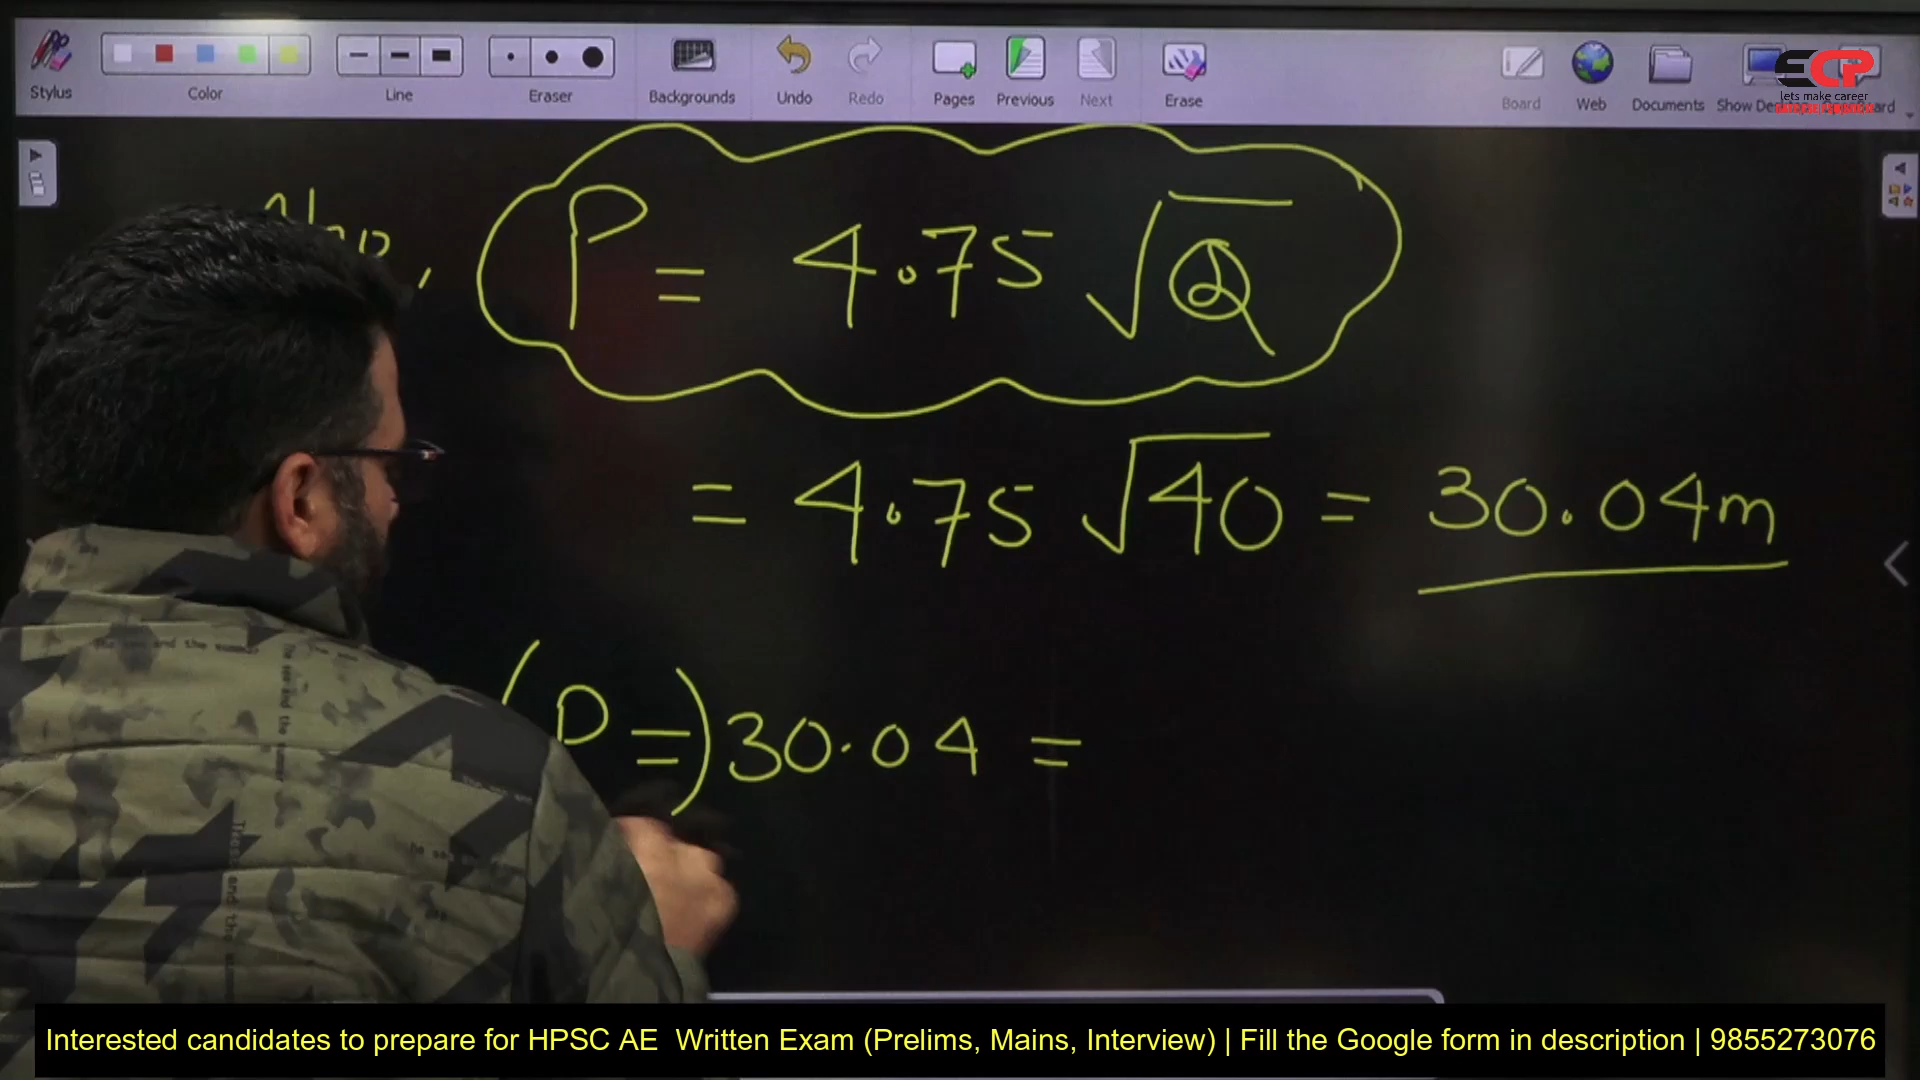 Stylus Color Line Eraser Backgrounds Undo Redo Pages Previous Next Erase Board Web Documents
ECP
lets make career
P = 4.75 √Q
= 4.75 √40 = 30.04m
(P =) 30.04 =
Interested candidates to prepare for HPSC AE Written Exam (Prelims, Mains, Interview) | Fill the Google form in description | 9855273076